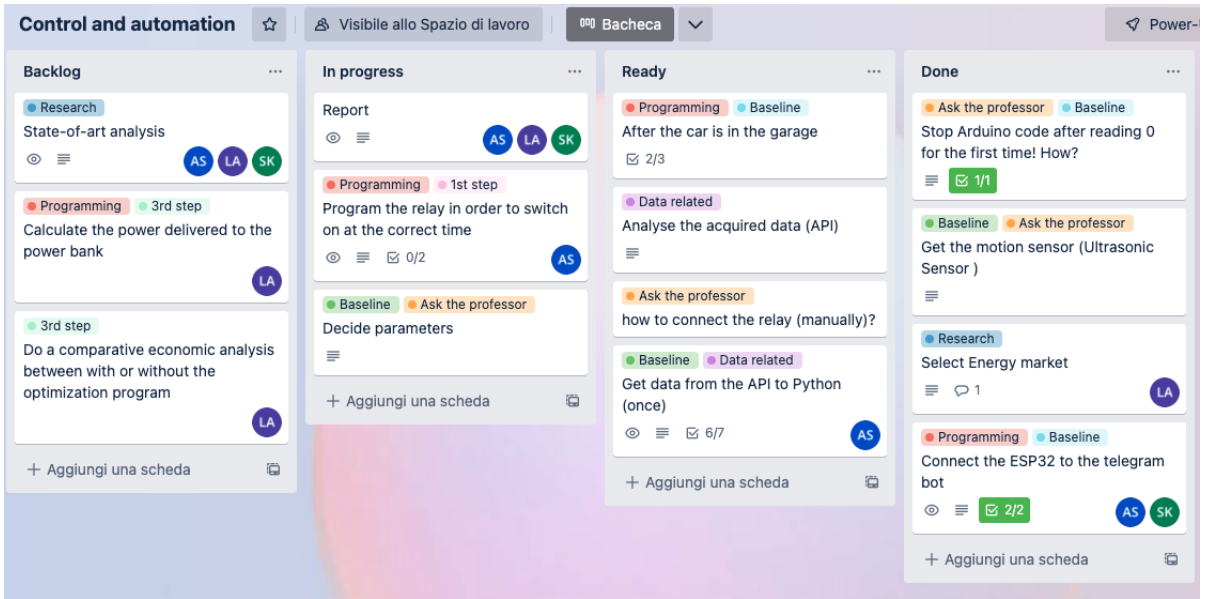 Control and automation
Visibile allo Spazio di lavoro
Bacheca
Power-
Backlog
Research
State-of-art analysis
AS LA SK
Programming 3rd step
Calculate the power delivered to the
power bank
LA
3rd step
Do a comparative economic analysis
between with or without the
optimization program
LA
+ Aggiungi una scheda
In progress
Report
AS LA SK
Programming 1st step
Program the relay in order to switch
on at the correct time
0/2 AS
Baseline Ask the professor
Decide parameters
+ Aggiungi una scheda
Ready
Programming Baseline
After the car is in the garage
2/3
Data related
Analyse the acquired data (API)
Ask the professor
how to connect the relay (manually)?
Baseline Data related
Get data from the API to Python
(once)
6/7 AS
+ Aggiungi una scheda
Done
Ask the professor Baseline
Stop Arduino code after reading 0
for the first time! How?
1/1
Baseline Ask the professor
Get the motion sensor (Ultrasonic
Sensor )
Research
Select Energy market
1 LA
Programming Baseline
Connect the ESP32 to the telegram
bot
2/2 AS SK
+ Aggiungi una scheda